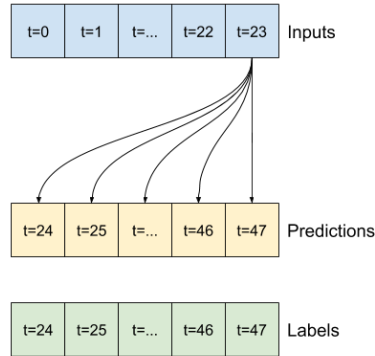 t=0 t=1 t=... t=22 t=23 Inputs
t=24 t=25 t=... t=46 t=47 Predictions
t=24 t=25 t=... t=46 t=47 Labels